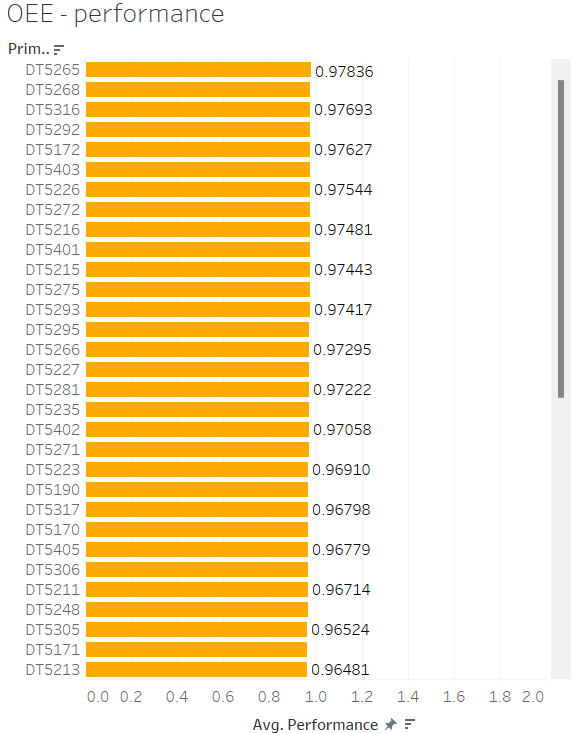 OEE - performance
Prim..
DT5265 0.97836
DT5268
DT5316 0.97693
DT5292
DT5172 0.97627
DT5403
DT5226 0.97544
DT5272
DT5216 0.97481
DT5401
DT5215 0.97443
DT5275
DT5293 0.97417
DT5295
DT5266 0.97295
DT5227
DT5281 0.97222
DT5235
DT5402 0.97058
DT5271
DT5223 0.96910
DT5190
DT5317 0.96798
DT5170
DT5405 0.96779
DT5306
DT5211 0.96714
DT5248
DT5305 0.96524
DT5171
DT5213 0.96481
0.0 0.2 0.4 0.6 0.8 1.0 1.2 1.4 1.6 1.8 2.0
Avg. Performance